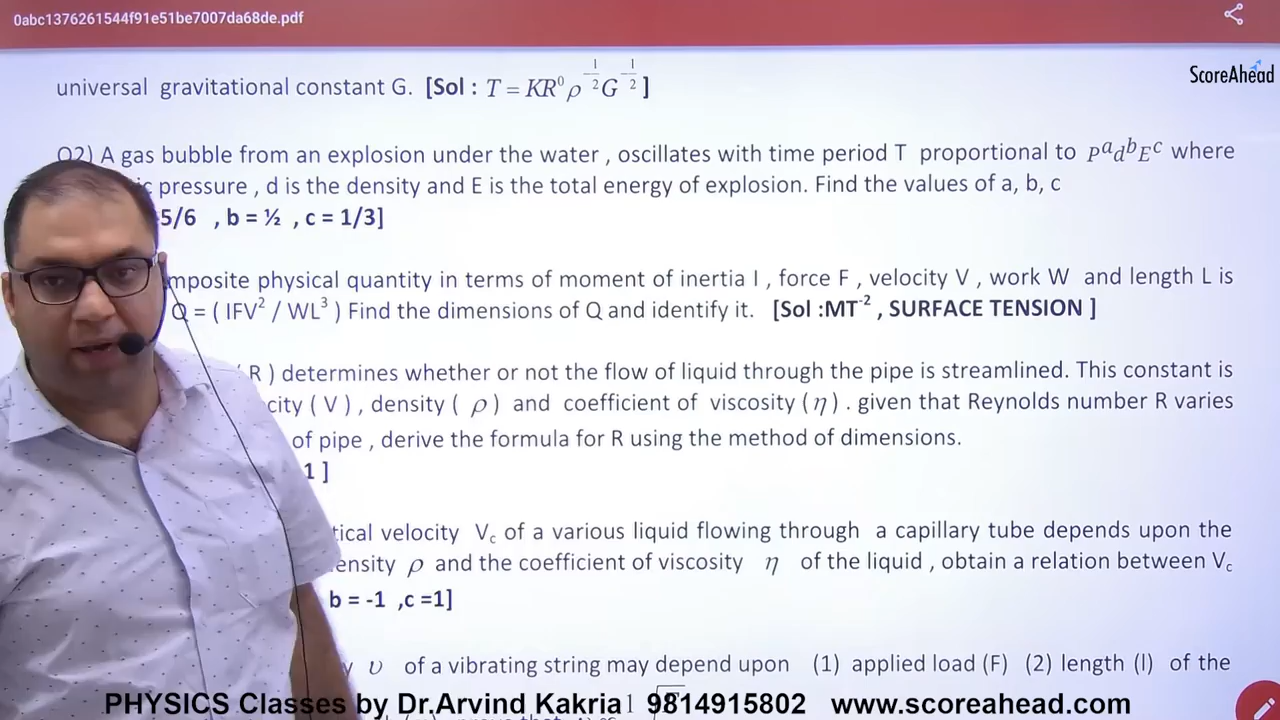 0abc1376261544f91e51be7007da68de.pdf
ScoreAhead
universal gravitational constant G. [Sol : T = KR⁰ρ^{-1/2}G^{-1/2} ]
Q2) A gas bubble from an explosion under the water , oscillates with time period T proportional to PᵃdᵇEᶜ where
pressure , d is the density and E is the total energy of explosion. Find the values of a, b, c
5/6 , b = ½ , c = 1/3]
mposite physical quantity in terms of moment of inertia I , force F , velocity V , work W and length L is
Q = ( IFV² / WL³ ) Find the dimensions of Q and identify it. [Sol :MT⁻² , SURFACE TENSION ]
R ) determines whether or not the flow of liquid through the pipe is streamlined. This constant is
city ( V ) , density ( ρ ) and coefficient of viscosity ( η ) . given that Reynolds number R varies
of pipe , derive the formula for R using the method of dimensions.
1 ]
tical velocity V_c of a various liquid flowing through a capillary tube depends upon the
ensity ρ and the coefficient of viscosity η of the liquid , obtain a relation between V_c
b = -1 ,c =1]
y υ of a vibrating string may depend upon (1) applied load (F) (2) length (l) of the
PHYSICS Classes by Dr.Arvind Kakria 9814915802 www.scoreahead.com